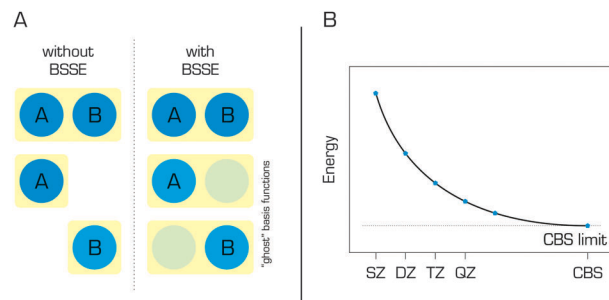 A
without
BSSE
with
BSSE
A B
A B
A
A
B
B
"ghost" basis functions
B
Energy
CBS limit
SZ DZ TZ QZ CBS